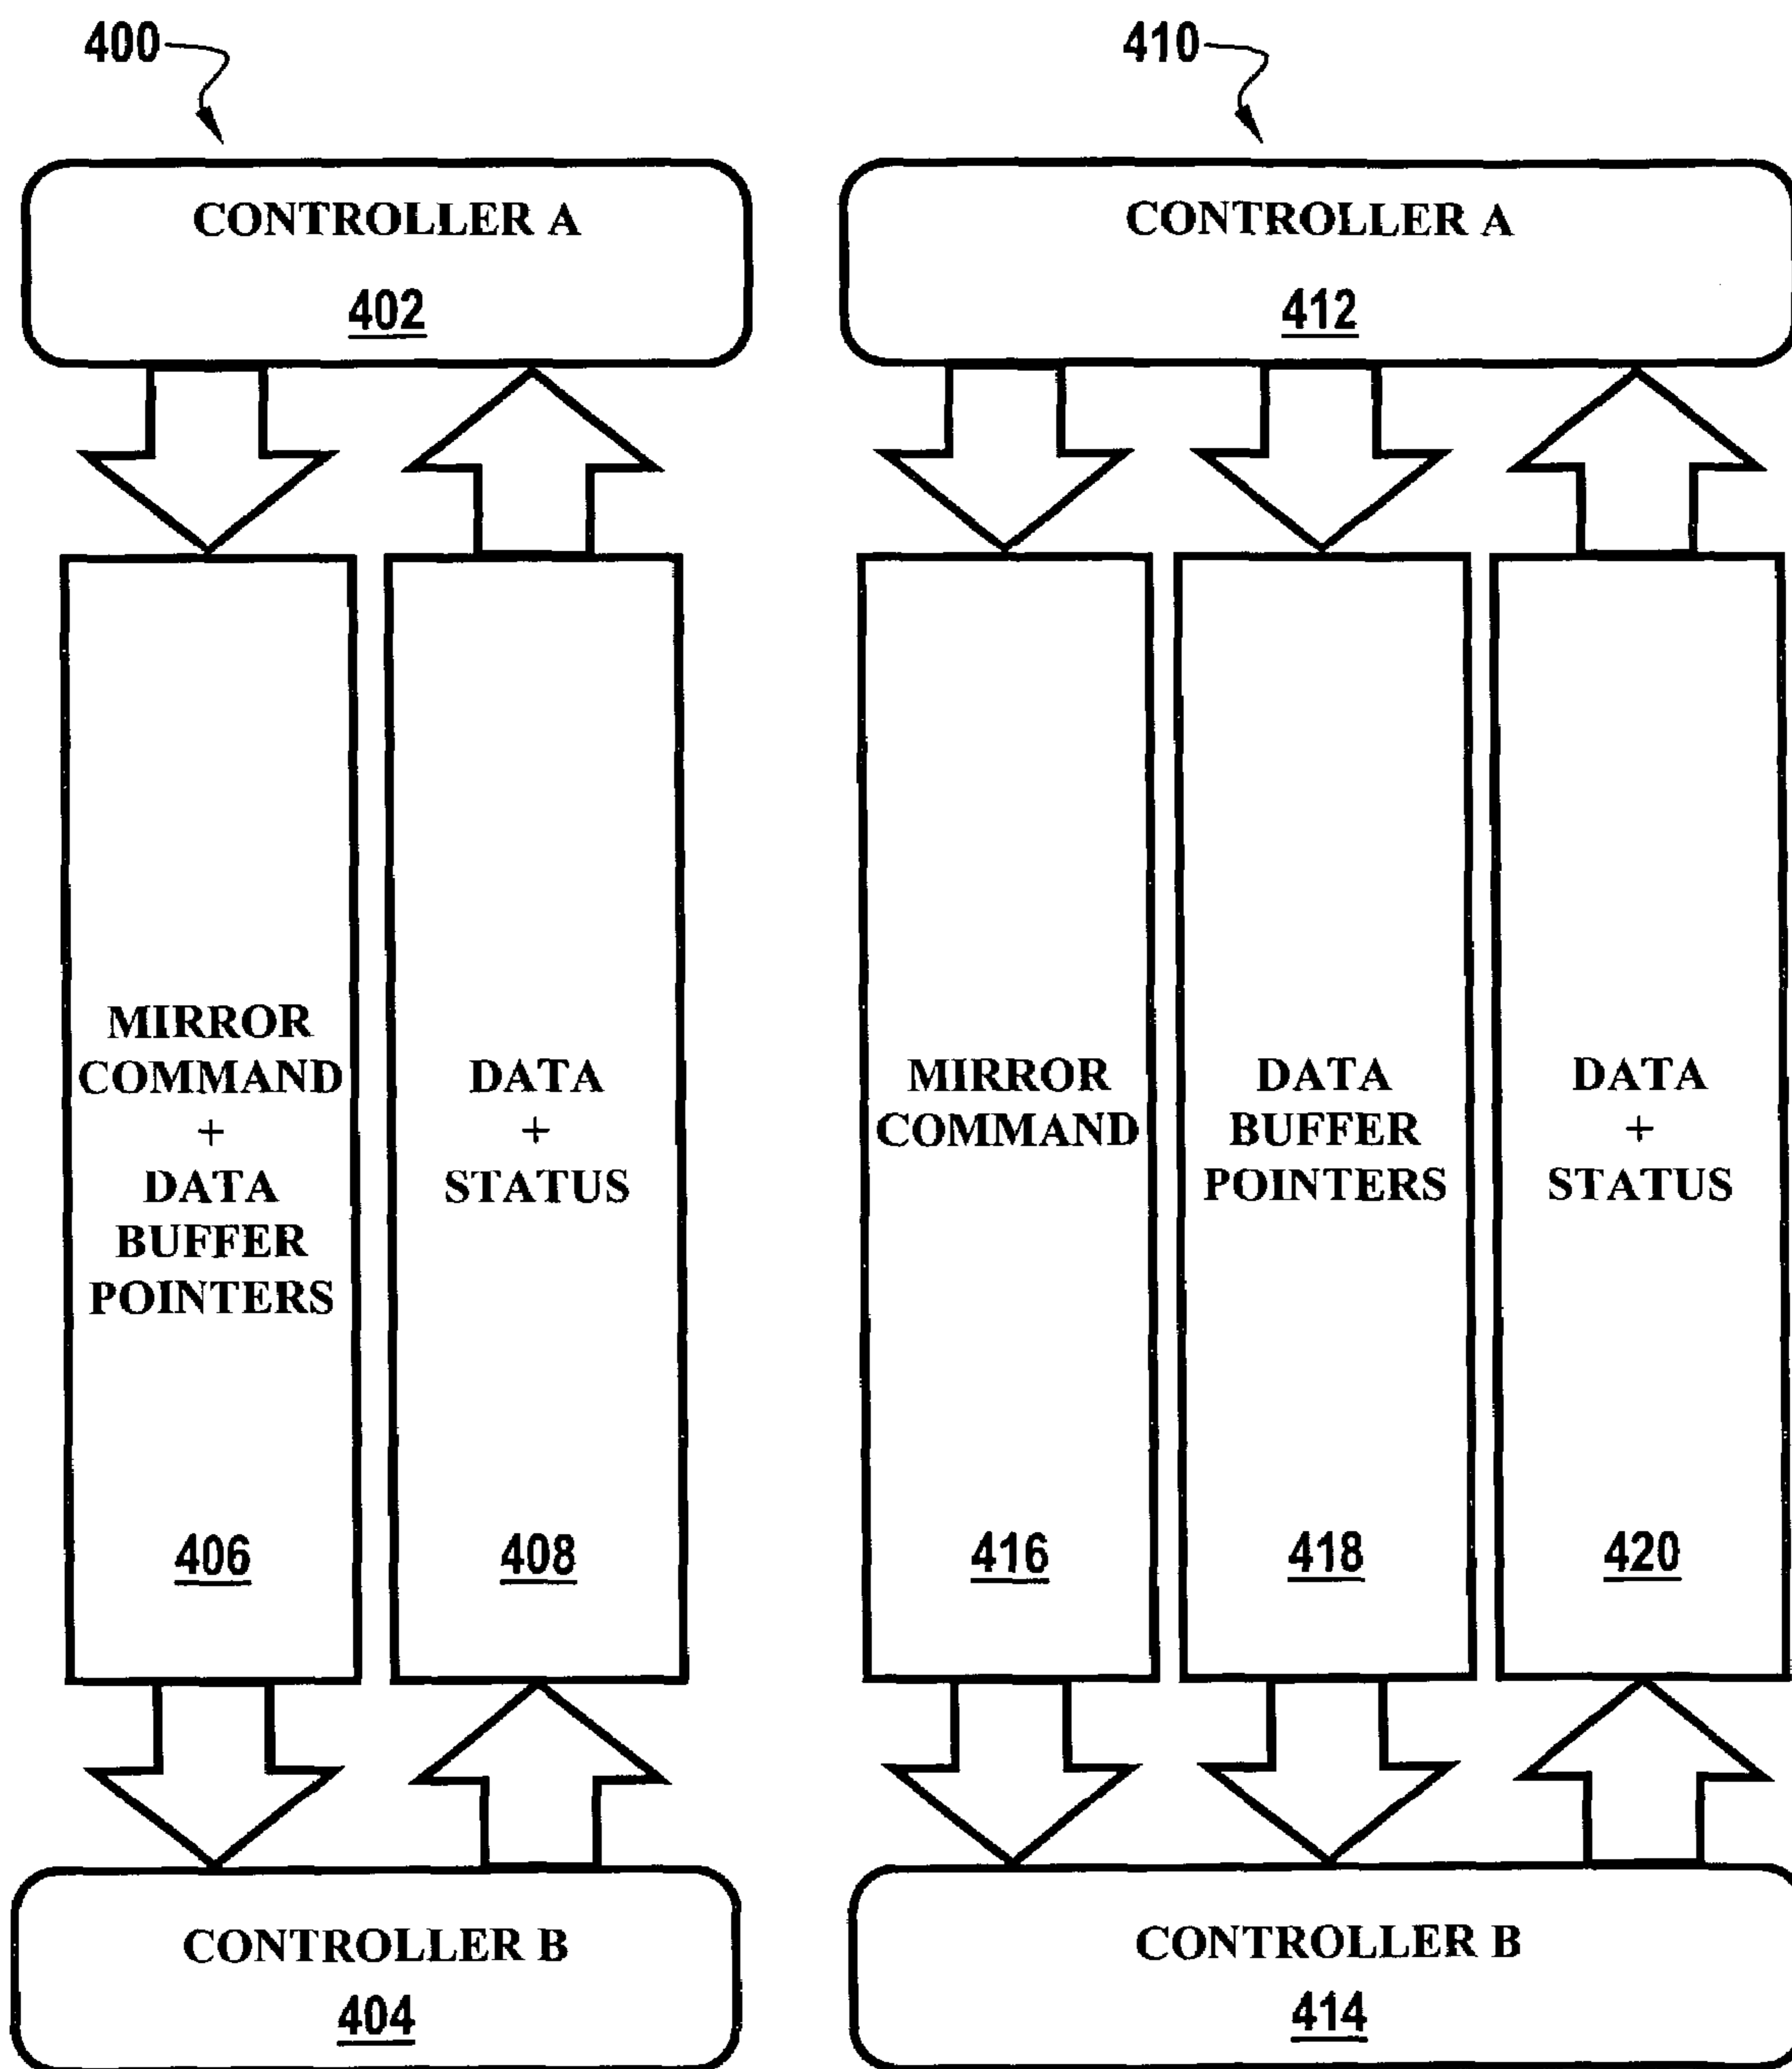 400
CONTROLLER A
402
MIRROR
COMMAND
+
DATA
BUFFER
POINTERS
406
DATA
+
STATUS
408
CONTROLLER B
404
410
CONTROLLER A
412
MIRROR
COMMAND
416
DATA
BUFFER
POINTERS
418
DATA
+
STATUS
420
CONTROLLER B
414